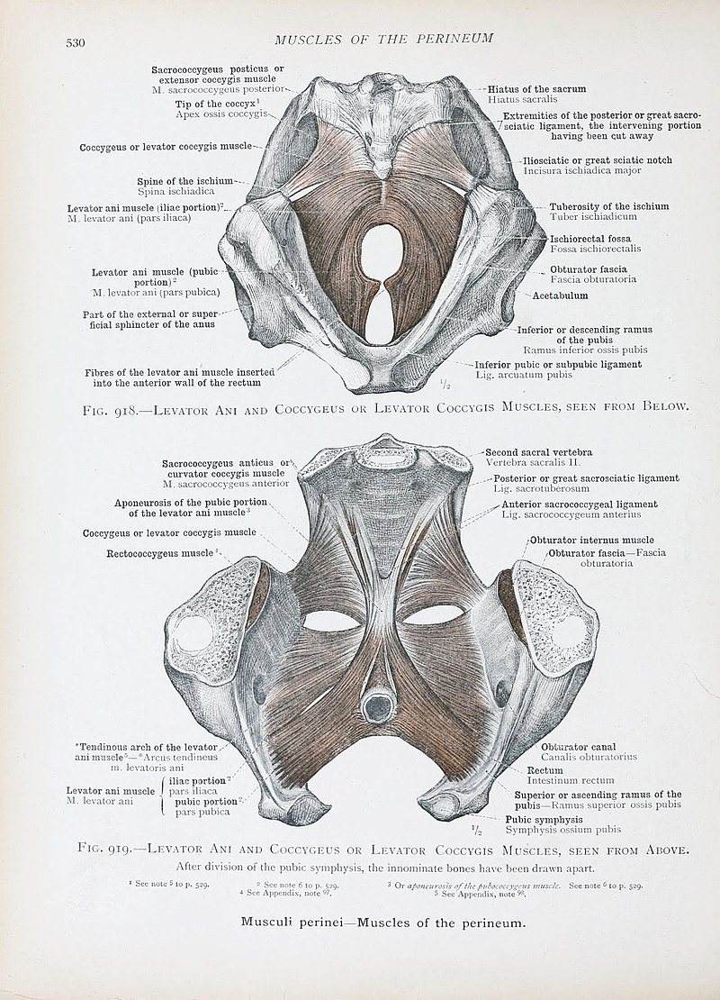 530
MUSCLES OF THE PERINEUM
Sacrococcygeus posticus or
extensor coccygis muscle
M. sacrococcygeus posterior
Tip of the coccyx¹
Apex ossis coccygis
Coccygeus or levator coccygis muscle
Spine of the ischium
Spina ischiadica
Levator ani muscle (iliac portion)²
M. levator ani (pars iliaca)
Levator ani muscle (pubic
portion)²
M. levator ani (pars pubica)
Part of the external or super-
ficial sphincter of the anus
Fibres of the levator ani muscle inserted
into the anterior wall of the rectum
Hiatus of the sacrum
Hiatus sacralis
Extremities of the posterior or great sacro-
sciatic ligament, the intervening portion
having been cut away
Iliosciatic or great sciatic notch
Incisura ischiadica major
Tuberosity of the ischium
Tuber ischiadicum
Ischiorectal fossa
Fossa ischiorectalis
Obturator fascia
Fascia obturatoria
Acetabulum
Inferior or descending ramus
of the pubis
Ramus inferior ossis pubis
Inferior pubic or subpubic ligament
Lig. arcuatum pubis
1/2
FIG. 918.—LEVATOR ANI AND COCCYGEUS OR LEVATOR COCCYGIS MUSCLES, SEEN FROM BELOW.
Sacrococcygeus anticus or
curvator coccygis muscle
M. sacrococcygeus anterior
Aponeurosis of the pubic portion
of the levator ani muscle³
Coccygeus or levator coccygis muscle
Rectococcygeus muscle⁴
Second sacral vertebra
Vertebra sacralis II.
Posterior or great sacrosciatic ligament
Lig. sacrotuberosum
Anterior sacrococcygeal ligament
Lig. sacrococcygeum anterius
Obturator internus muscle
Obturator fascia—Fascia
obturatoria
*Tendinous arch of the levator
ani muscle⁵—*Arcus tendineus
m. levatoris ani
Levator ani muscle
M. levator ani
iliac portion²
pars iliaca
pubic portion²
pars pubica
Obturator canal
Canalis obturatorius
Rectum
Intestinum rectum
Superior or ascending ramus of the
pubis—Ramus superior ossis pubis
Pubic symphysis
Symphysis ossium pubis
1/2
FIG. 919.—LEVATOR ANI AND COCCYGEUS OR LEVATOR COCCYGIS MUSCLES, SEEN FROM ABOVE.
After division of the pubic symphysis, the innominate bones have been drawn apart.
¹ See note ⁵ to p. 529. ² See note 6 to p. 529. ³ Or aponeurosis of the pubococcygeus muscle. See note ⁶ to p. 529.
⁴ See Appendix, note ⁹⁷. ⁵ See Appendix, note ⁹⁸.
Musculi perinei—Muscles of the perineum.